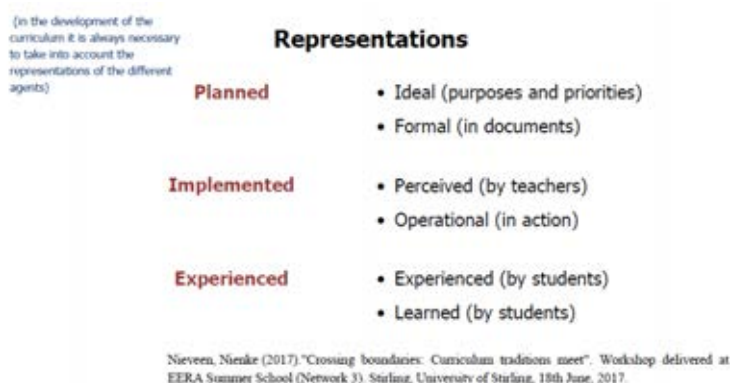 (in the development of the
curriculum it is always necessary
to take into account the
representations of the different
agents)
Representations
Planned
• Ideal (purposes and priorities)
• Formal (in documents)
Implemented
• Perceived (by teachers)
• Operational (in action)
Experienced
• Experienced (by students)
• Learned (by students)
Nieveen, Nienke (2017)."Crossing boundaries: Curriculum traditions meet". Workshop delivered at
EERA Summer School (Network 3). Stirling, University of Stirling, 18th June, 2017.